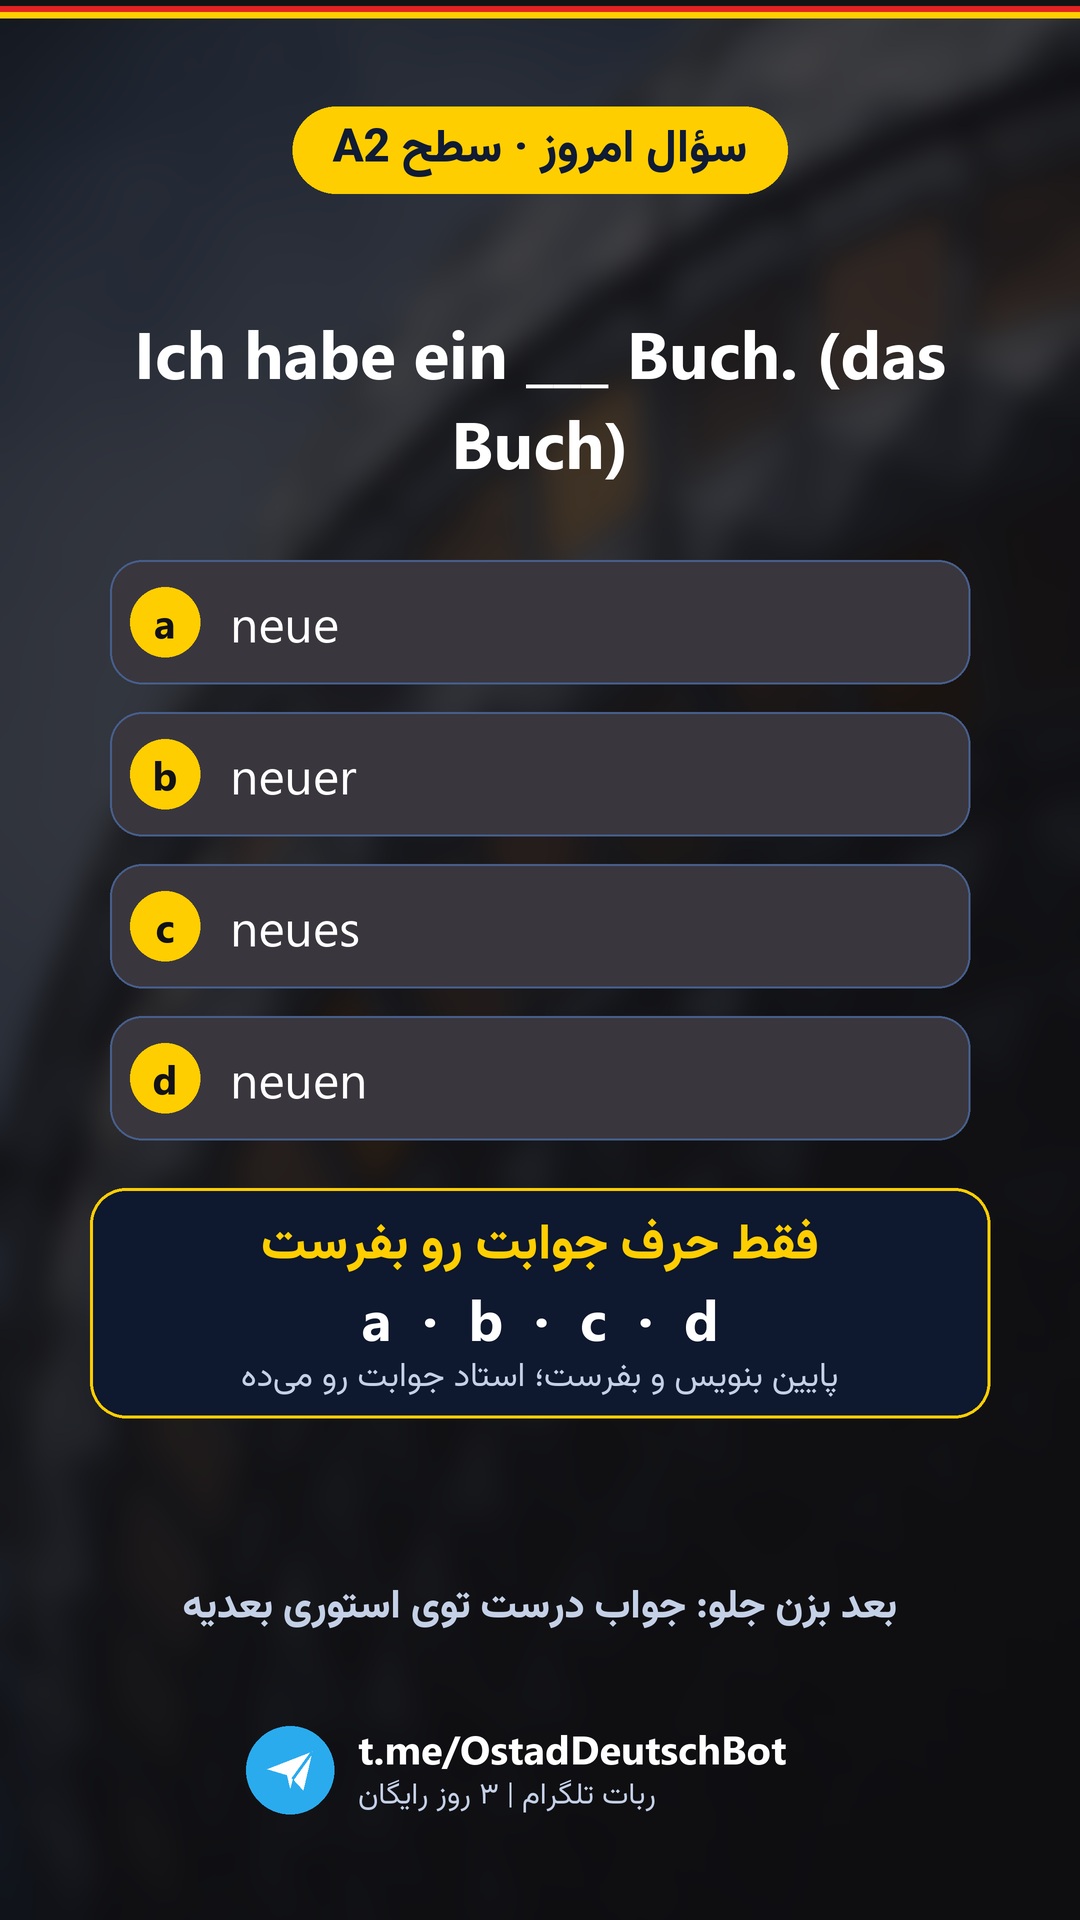 سؤال امروز · سطح A2
Ich habe ein ___ Buch. (das
Buch)
a neue
b neuer
c neues
d neuen
فقط حرف جوابت رو بفرست
a · b · c · d
پایین بنویس و بفرست؛ استاد جوابت رو می‌ده
بعد بزن جلو: جواب درست توی استوری بعدیه
t.me/OstadDeutschBot
ربات تلگرام | ۳ روز رایگان